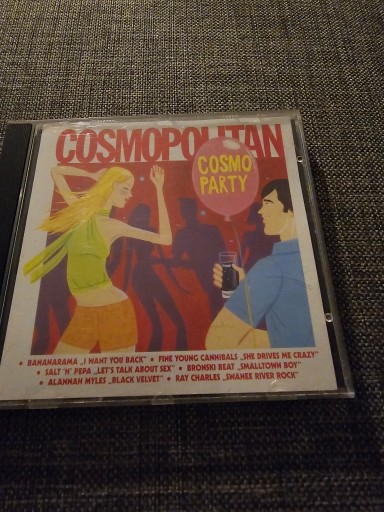 COSMOPOLITAN
COSMO
PARTY
• BANANARAMA „I WANT YOU BACK" • FINE YOUNG CANNIBALS „SHE DRIVES ME CRAZY"
• SALT 'N' PEPA „LET'S TALK ABOUT SEX" • BRONSKI BEAT „SMALLTOWN BOY"
• ALANNAH MYLES „BLACK VELVET" • RAY CHARLES „SWANEE RIVER ROCK"